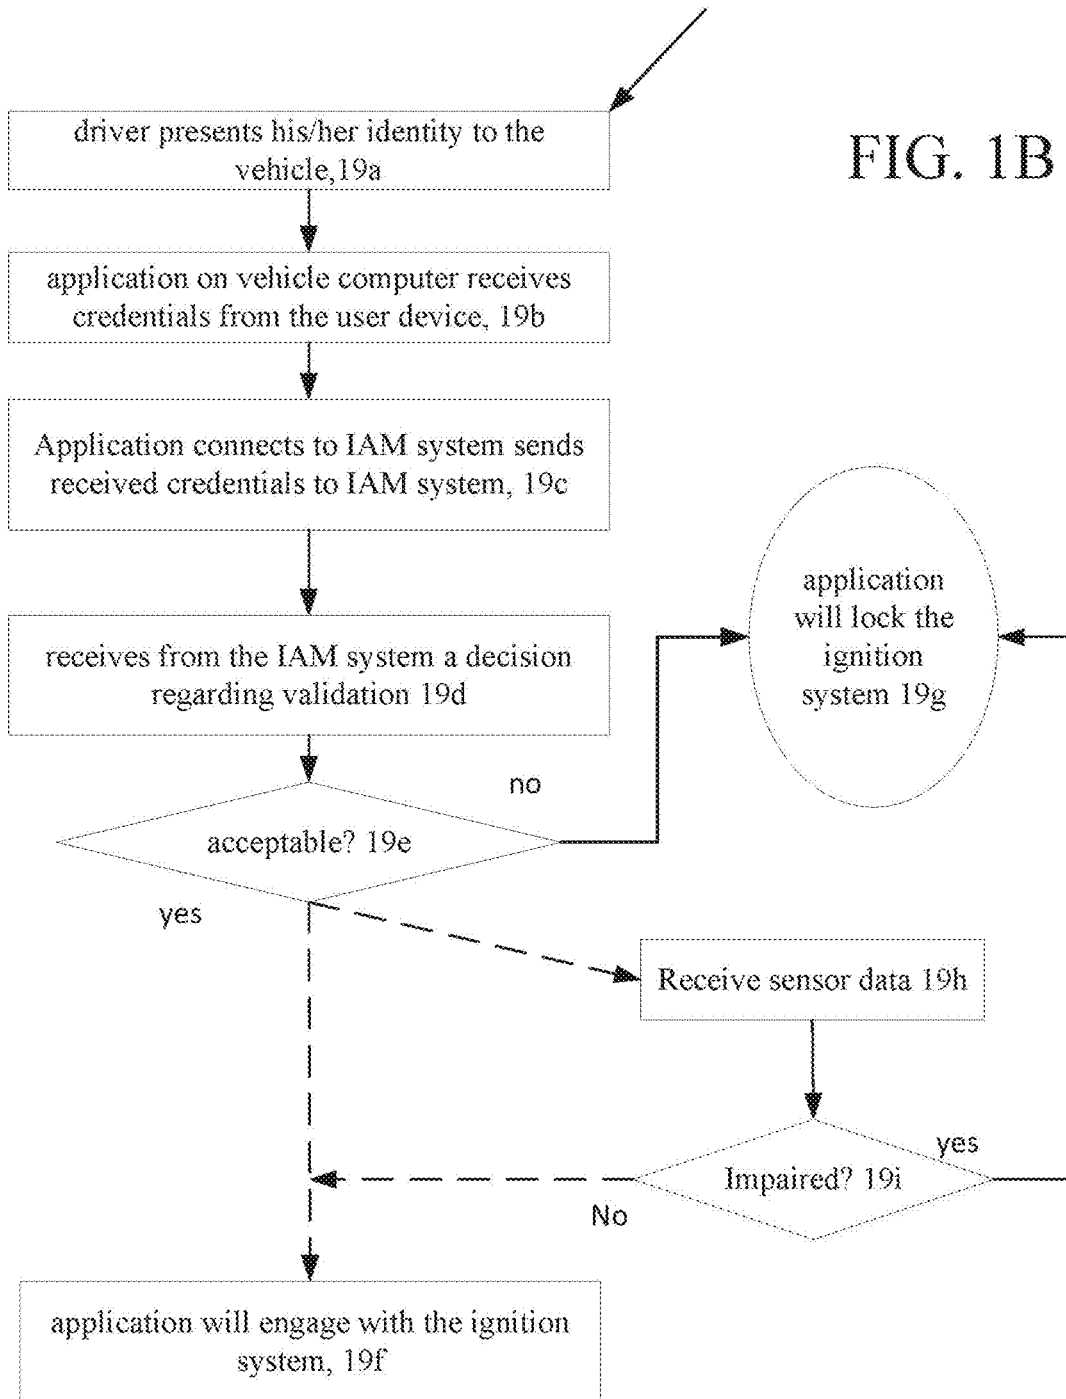 FIG. 1B
driver presents his/her identity to the
vehicle,19a
application on vehicle computer receives
credentials from the user device, 19b
Application connects to IAM system sends
received credentials to IAM system, 19c
receives from the IAM system a decision
regarding validation 19d
application
will lock the
ignition
system 19g
no
acceptable? 19e
yes
Receive sensor data 19h
yes
Impaired? 19i
No
application will engage with the ignition
system, 19f